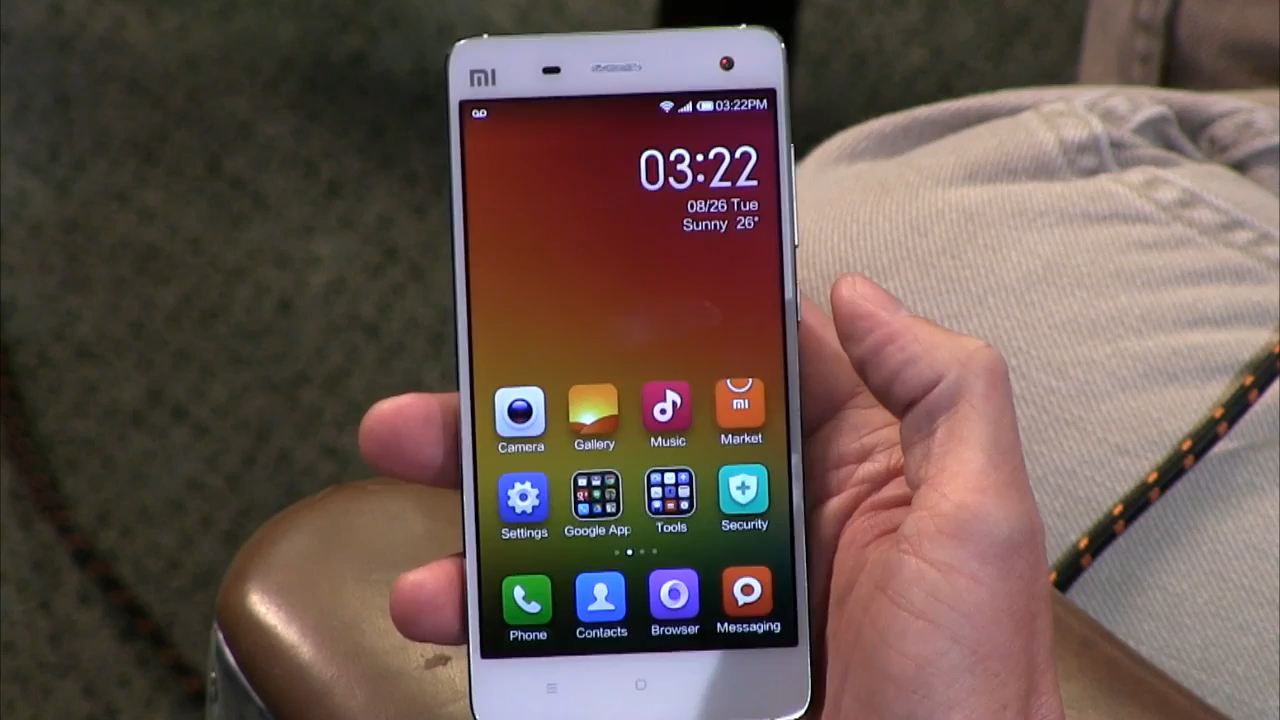 mi
03:22PM
03:22
08/26 Tue
Sunny 26°
mi
Camera
Gallery
Music
Market
Settings
Google App
Tools
Security
Phone
Contacts
Browser
Messaging